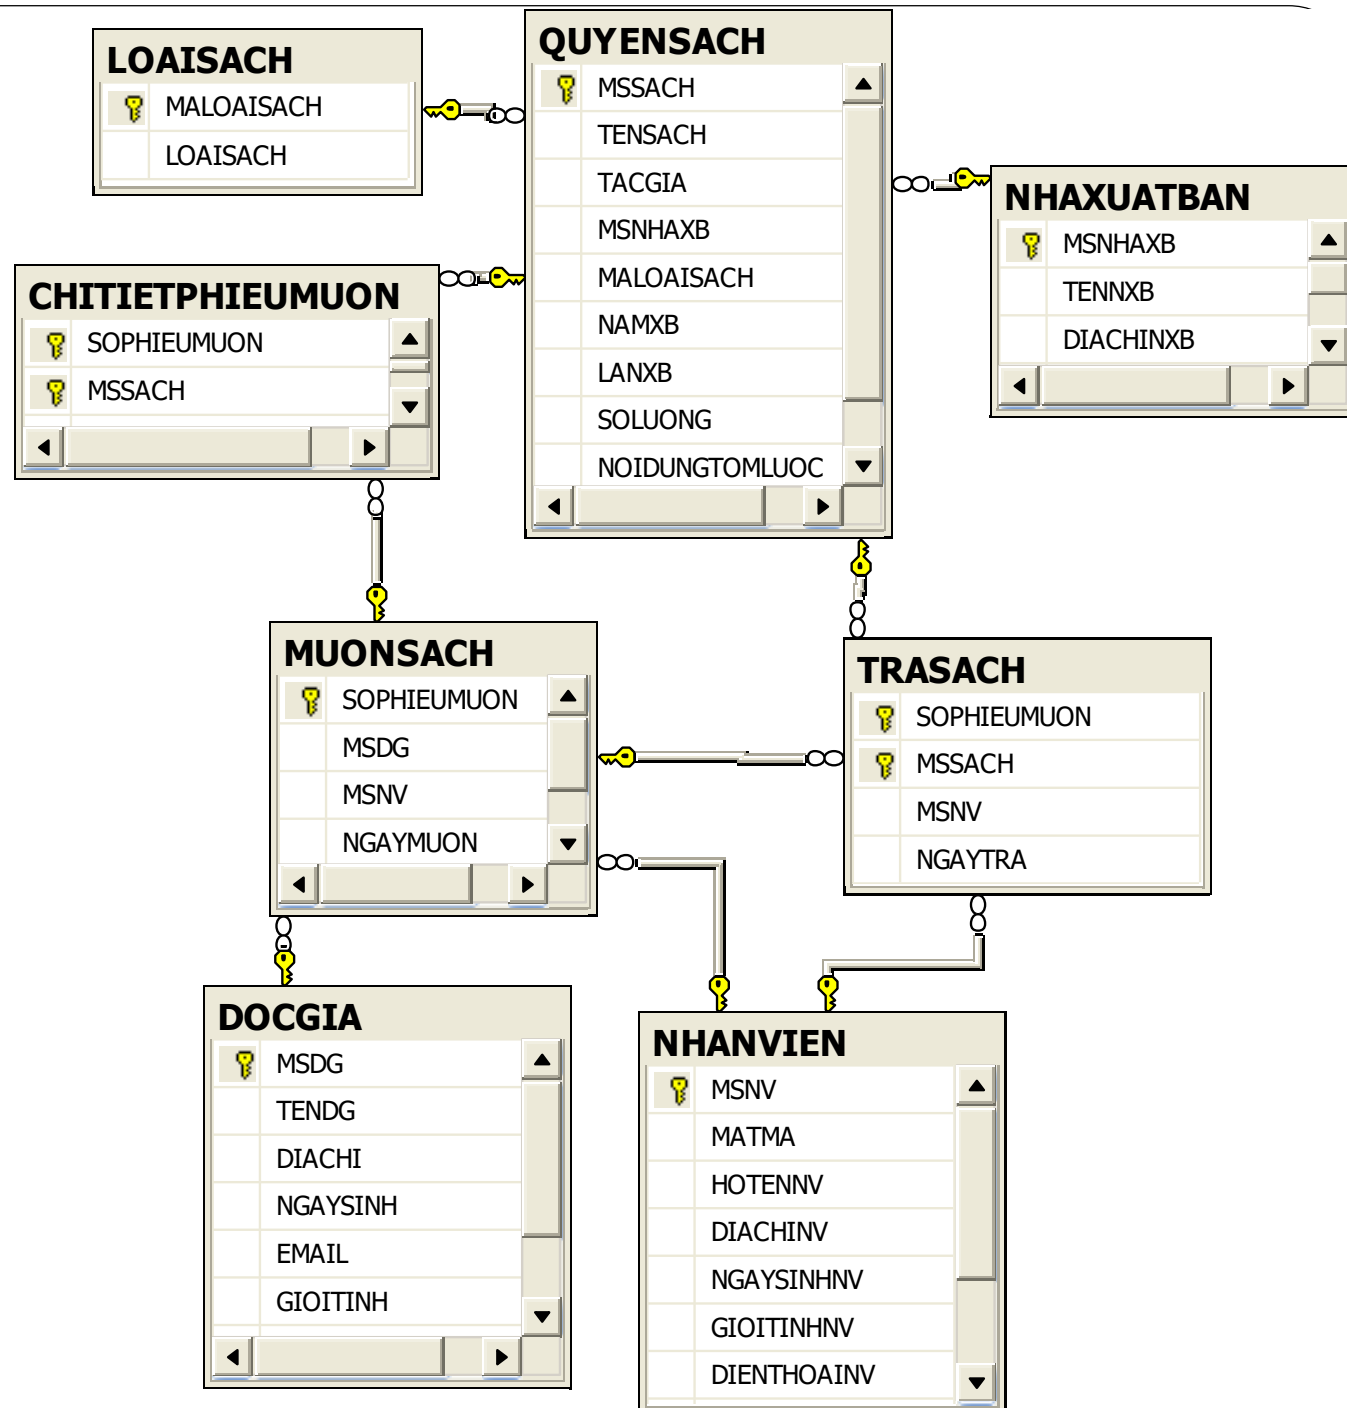 LOAISACH
MALOAISACH
LOAISACH
QUYENSACH
MSSACH
TENSACH
TACGIA
MSNHAXB
MALOAISACH
NAMXB
LANXB
SOLUONG
NOIDUNGTOMLUOC
NHAXUATBAN
MSNHAXB
TENNXB
DIACHINXB
CHITIETPHIEUMUON
SOPHIEUMUON
MSSACH
MUONSACH
SOPHIEUMUON
MSDG
MSNV
NGAYMUON
TRASACH
SOPHIEUMUON
MSSACH
MSNV
NGAYTRA
DOCGIA
MSDG
TENDG
DIACHI
NGAYSINH
EMAIL
GIOITINH
NHANVIEN
MSNV
MATMA
HOTENNV
DIACHINV
NGAYSINHNV
GIOITINHNV
DIENTHOAINV